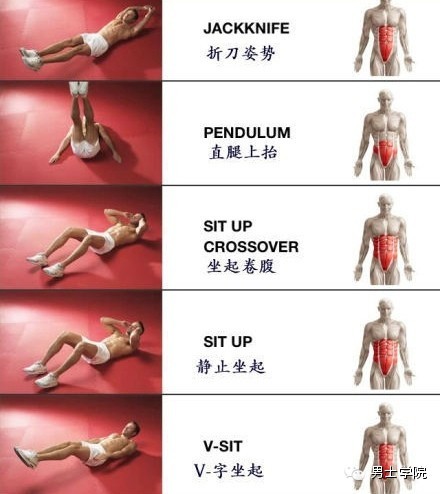 JACKKNIFE
折刀姿势
PENDULUM
直腿上抬
SIT UP
CROSSOVER
坐起卷腹
SIT UP
静止坐起
V-SIT
V-字坐起
男士学院